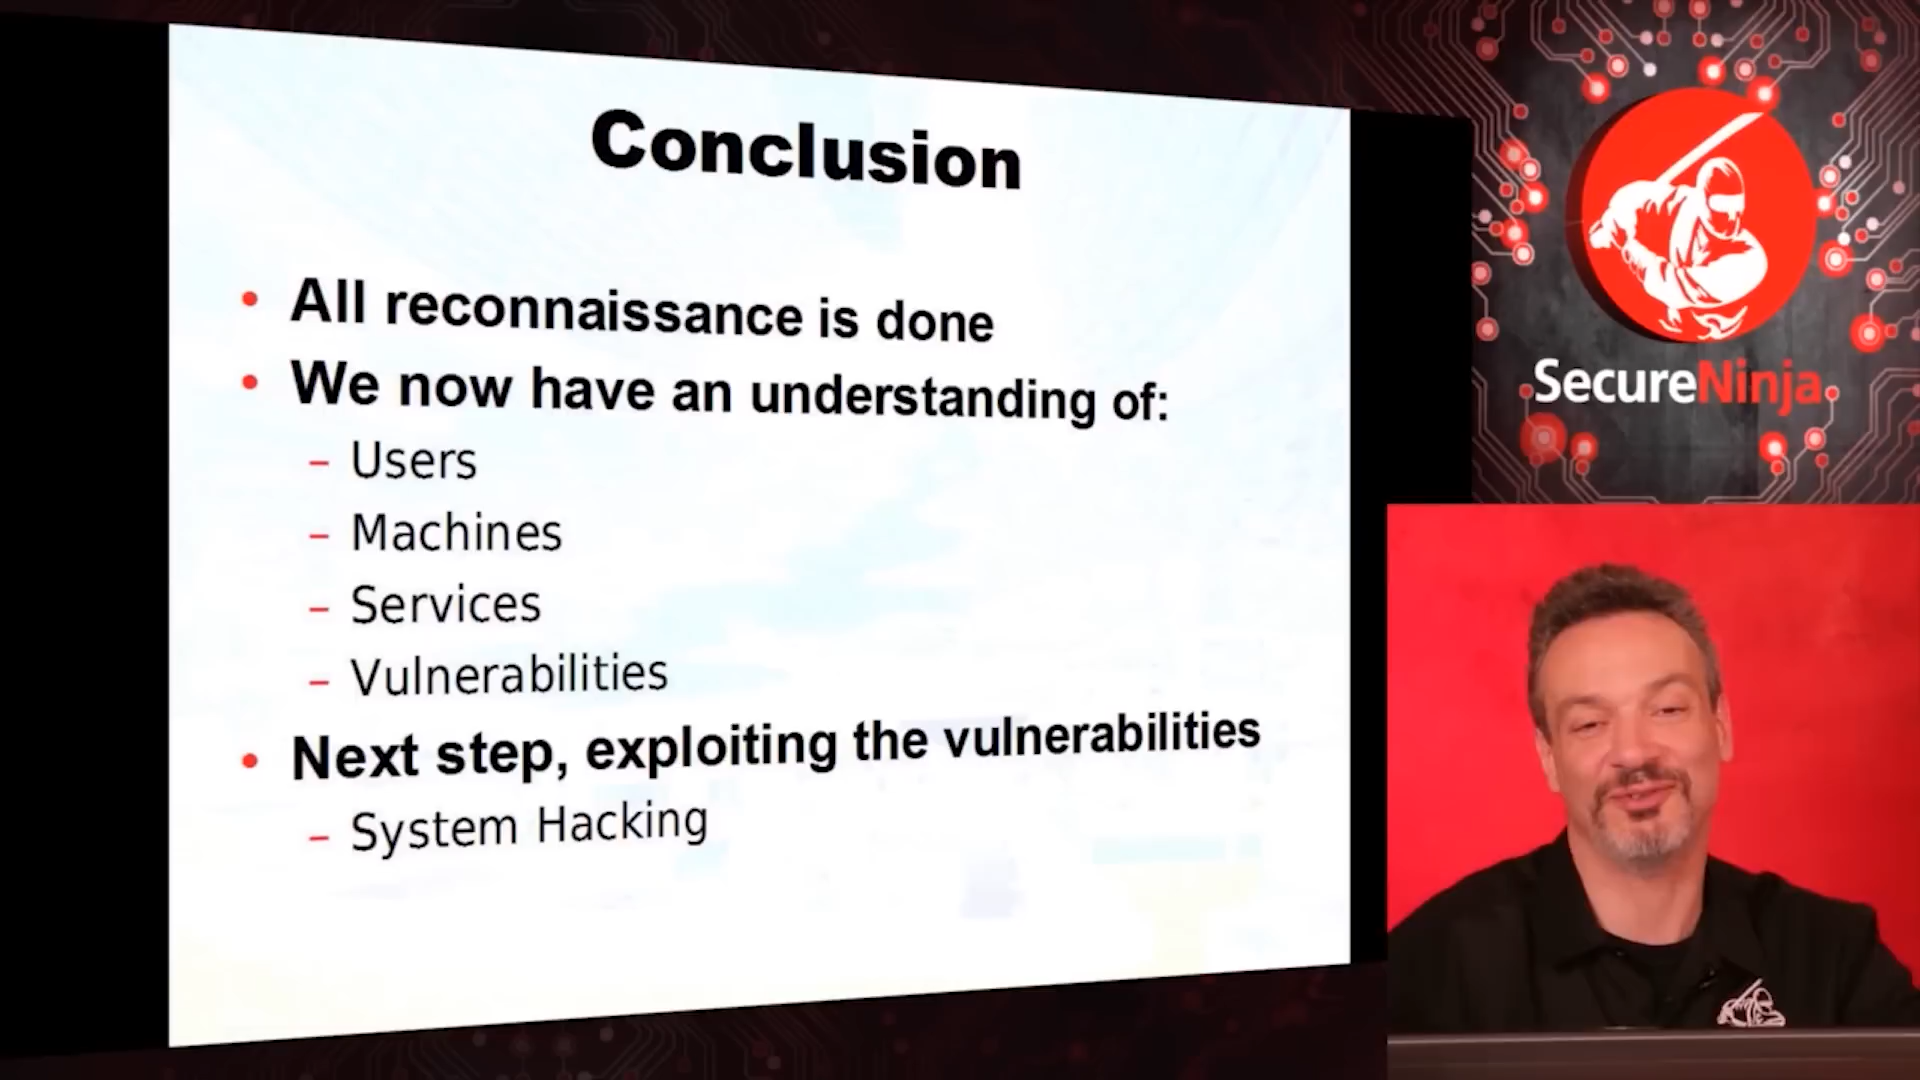 Conclusion
• All reconnaissance is done
• We now have an understanding of:
– Users
– Machines
– Services
– Vulnerabilities
• Next step, exploiting the vulnerabilities
– System Hacking
SecureNinja